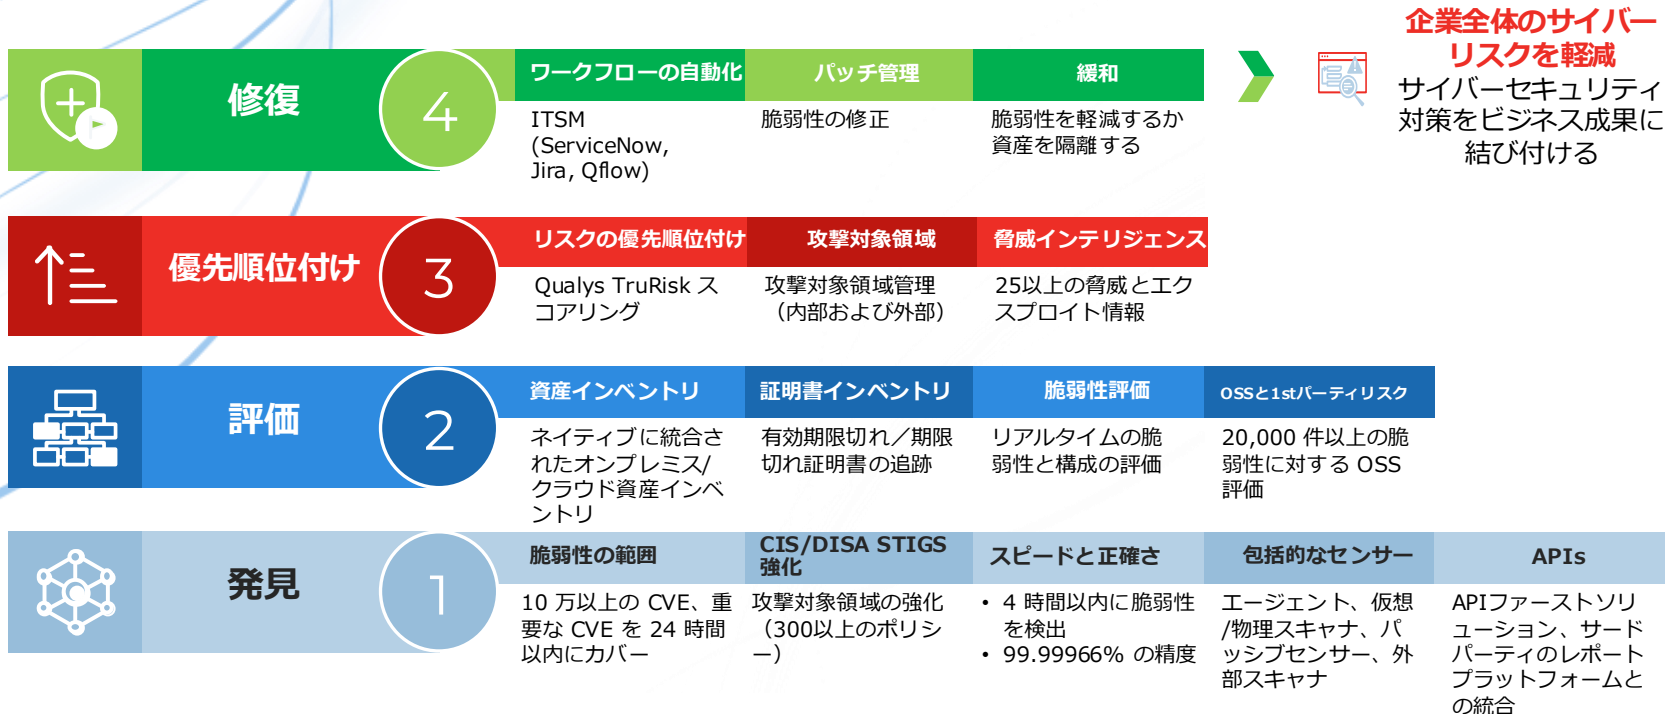 企業全体のサイバー
リスクを軽減
サイバーセキュリティ
対策をビジネス成果に
結び付ける
修復
4
ワークフローの自動化
ITSM
(ServiceNow,
Jira, Qflow)
パッチ管理
脆弱性の修正
緩和
脆弱性を軽減するか
資産を隔離する
優先順位付け
3
リスクの優先順位付け
Qualys TruRisk ス
コアリング
攻撃対象領域
攻撃対象領域管理
（内部および外部）
脅威インテリジェンス
25以上の脅威とエク
スプロイト情報
評価
2
資産インベントリ
ネイティブに統合さ
れたオンプレミス/
クラウド資産インベ
ントリ
証明書インベントリ
有効期限切れ／期限
切れ証明書の追跡
脆弱性評価
リアルタイムの脆
弱性と構成の評価
OSSと1stパーティリスク
20,000 件以上の脆
弱性に対する OSS
評価
発見
1
脆弱性の範囲
10 万以上の CVE、重
要な CVE を 24 時間
以内にカバー
CIS/DISA STIGS
強化
攻撃対象領域の強化
（300以上のポリシ
ー）
スピードと正確さ
• 4 時間以内に脆弱性
を検出
• 99.99966% の精度
包括的なセンサー
エージェント、仮想
/物理スキャナ、パ
ッシブセンサー、外
部スキャナ
APIs
APIファーストソリ
ューション、サード
パーティのレポート
プラットフォームと
の統合